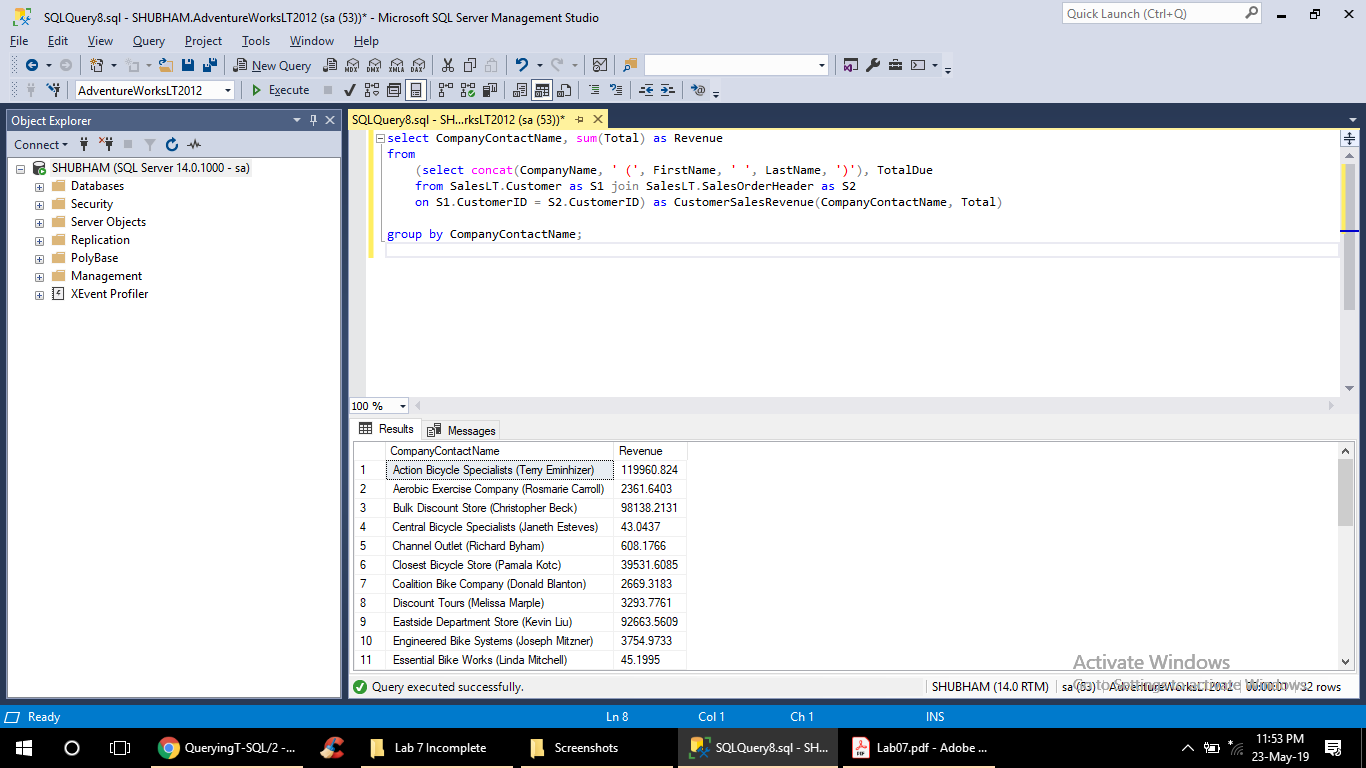 SQLQuery8.sql - SHUBHAM.AdventureWorksLT2012 (sa (53))* - Microsoft SQL Server Management Studio
Quick Launch (Ctrl+Q)
File Edit View Query Project Tools Window Help
New Query MDX DMX XMLA DAX
AdventureWorksLT2012 Execute
Object Explorer
Connect
SHUBHAM (SQL Server 14.0.1000 - sa)
Databases
Security
Server Objects
Replication
PolyBase
Management
XEvent Profiler
SQLQuery8.sql - SH...rksLT2012 (sa (53))*
select CompanyContactName, sum(Total) as Revenue
from
(select concat(CompanyName, ' (', FirstName, ' ', LastName, ')'), TotalDue
from SalesLT.Customer as S1 join SalesLT.SalesOrderHeader as S2
on S1.CustomerID = S2.CustomerID) as CustomerSalesRevenue(CompanyContactName, Total)
group by CompanyContactName;
100 %
Results Messages
CompanyContactName Revenue
1 Action Bicycle Specialists (Terry Eminhizer) 119960.824
2 Aerobic Exercise Company (Rosmarie Carroll) 2361.6403
3 Bulk Discount Store (Christopher Beck) 98138.2131
4 Central Bicycle Specialists (Janeth Esteves) 43.0437
5 Channel Outlet (Richard Byham) 608.1766
6 Closest Bicycle Store (Pamala Kotc) 39531.6085
7 Coalition Bike Company (Donald Blanton) 2669.3183
8 Discount Tours (Melissa Marple) 3293.7761
9 Eastside Department Store (Kevin Liu) 92663.5609
10 Engineered Bike Systems (Joseph Mitzner) 3754.9733
11 Essential Bike Works (Linda Mitchell) 45.1995
Activate Windows
Go to Settings to activate Windows.
Query executed successfully. SHUBHAM (14.0 RTM) sa (53) AdventureWorksLT2012 32 rows
Ready Ln 8 Col 1 Ch 1 INS
QueryingT-SQL/2 -... Lab 7 Incomplete Screenshots SQLQuery8.sql - SH... Lab07.pdf - Adobe ...
11:53 PM
23-May-19